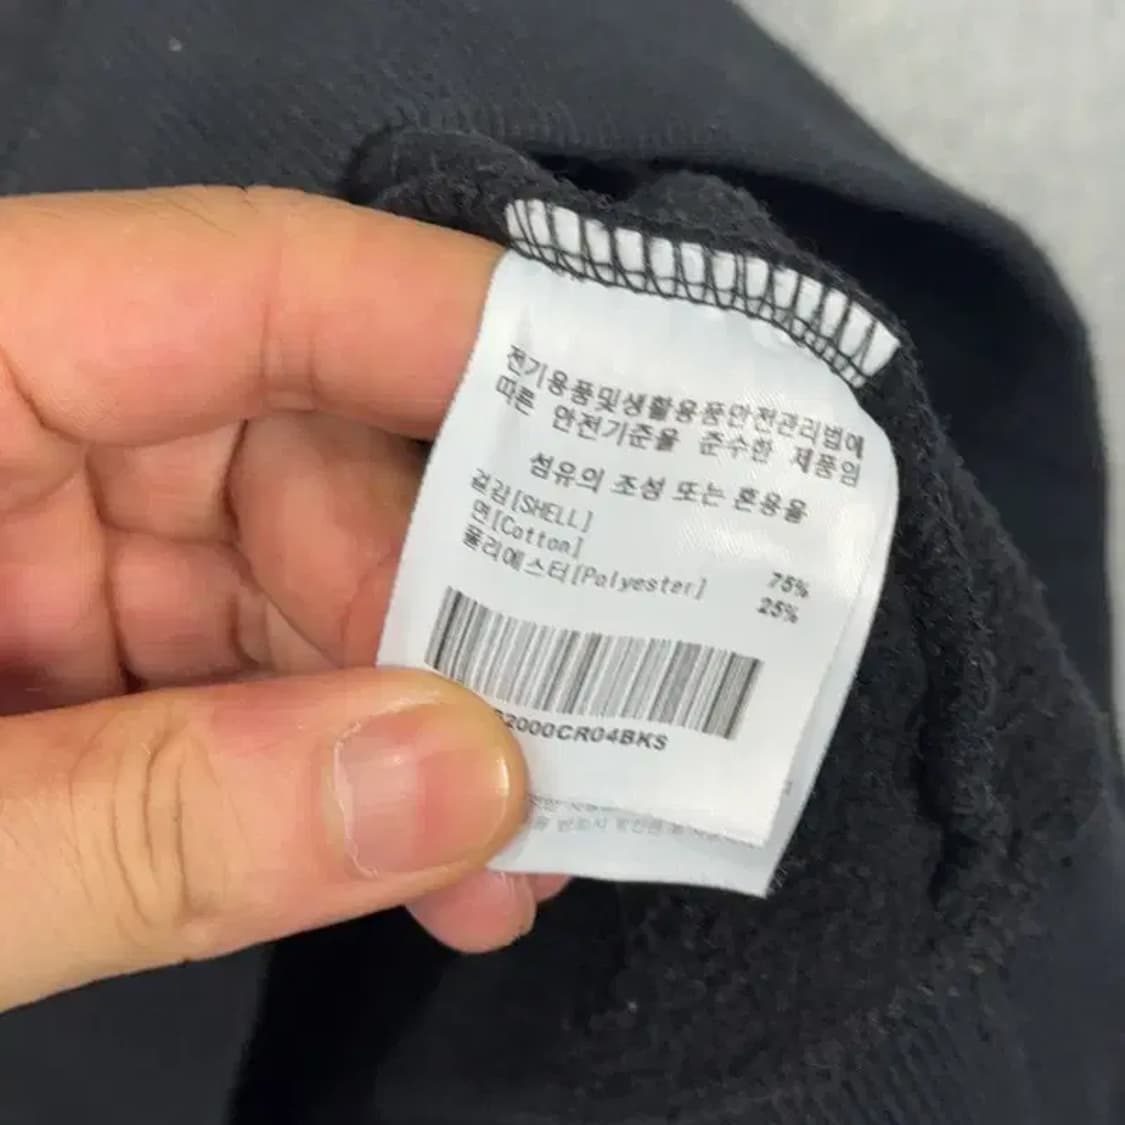 전기용품및생활용품안전관리법에
따른 안전기준을 준수한 제품임
섬유의 조성 또는 혼용율
겉감[SHELL]
면[Cotton] 75%
폴리에스터[Polyester] 25%
2000CR04BKS